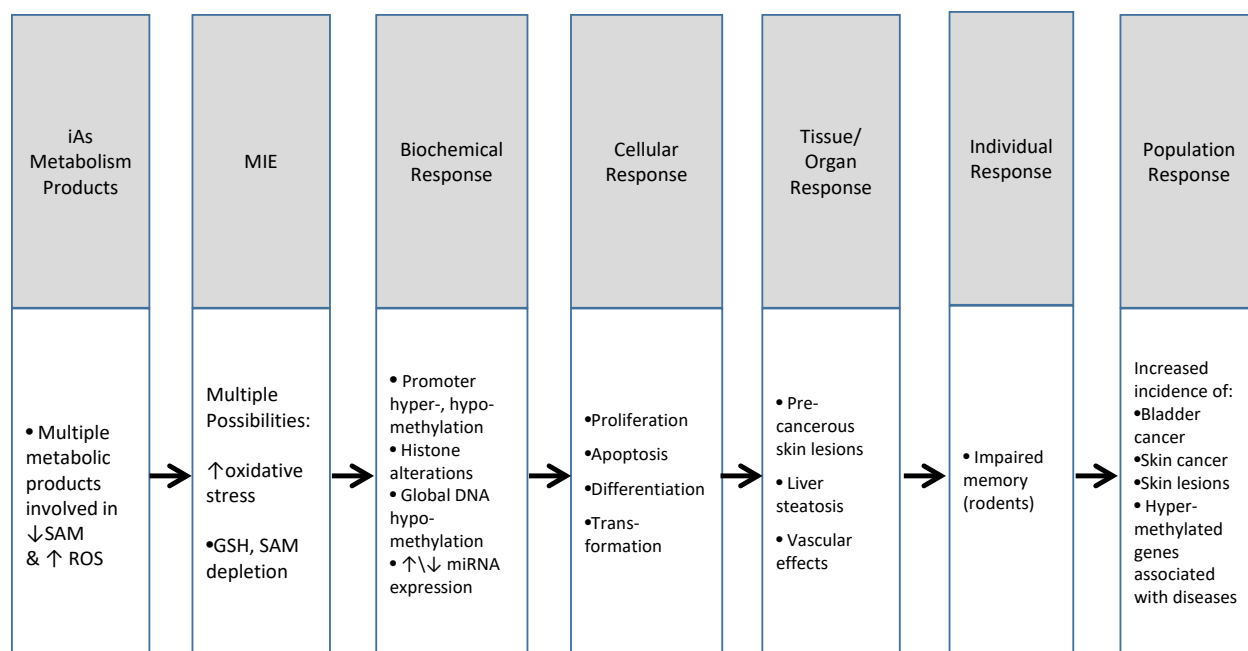 iAs
Metabolism
Products
MIE
Biochemical
Response
Cellular
Response
Tissue/
Organ
Response
Individual
Response
Population
Response
• Multiple
metabolic
products
involved in
↓SAM
& ↑ ROS
Multiple
Possibilities:
↑oxidative
stress
•GSH, SAM
depletion
• Promoter
hyper-, hypo-
methylation
• Histone
alterations
• Global DNA
hypo-
methylation
• ↑\↓ miRNA
expression
•Proliferation
•Apoptosis
•Differentiation
•Trans-
formation
• Pre-
cancerous
skin lesions
• Liver
steatosis
• Vascular
effects
• Impaired
memory
(rodents)
Increased
incidence of:
•Bladder
cancer
•Skin cancer
•Skin lesions
• Hyper-
methylated
genes
associated
with diseases